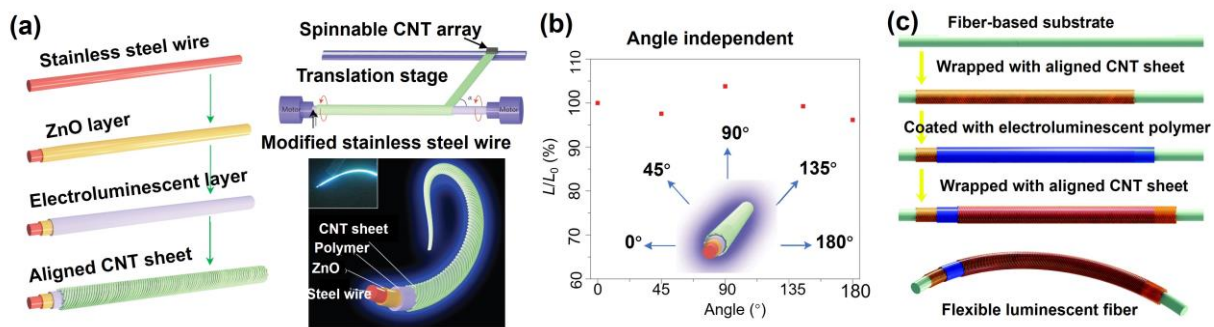 (a)
Stainless steel wire
ZnO layer
Electroluminescent layer
Aligned CNT sheet
Spinnable CNT array
Translation stage
Motor
Motor
Modified stainless steel wire
CNT sheet
Polymer
ZnO
Steel wire
(b)
Angle independent
L/L0 (%)
110
100
90
80
70
60
90°
45°
135°
0°
180°
0
45
90
135
180
Angle (°)
(c)
Fiber-based substrate
Wrapped with aligned CNT sheet
Coated with electroluminescent polymer
Wrapped with aligned CNT sheet
Flexible luminescent fiber